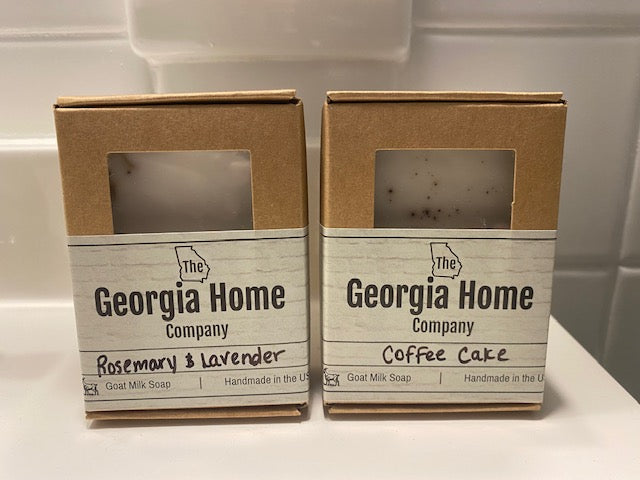 The
Georgia Home
Company
Rosemary & Lavender
Goat Milk Soap | Handmade in the US
The
Georgia Home
Company
Coffee Cake
Goat Milk Soap | Handmade in the U